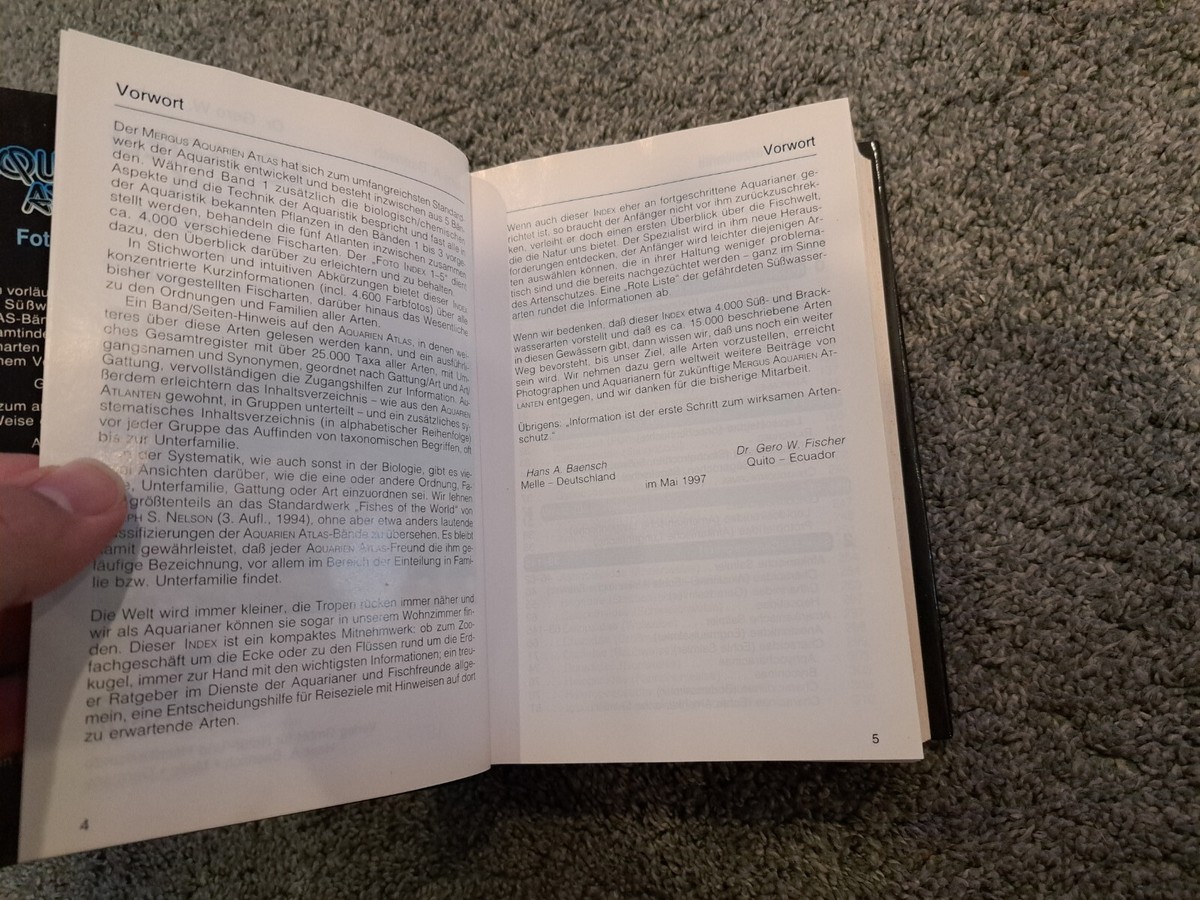 QU
AS
Fot
n vorläu
Süßw
AS-Bän
amtinde
harten
nem V
G
zum a
Weise
A
Vorwort
Der MERGUS AQUARIEN ATLAS hat sich zum umfangreichsten Standard-
werk der Aquaristik entwickelt und besteht inzwischen aus 5 Bän-
den. Während Band 1 zusätzlich die biologisch/chemischen
Aspekte und die Technik der Aquaristik bespricht und fast alle in
der Aquaristik bekannten Pflanzen in den Bänden 1 bis 3 vorge-
stellt werden, behandeln die fünf Atlanten inzwischen zusammen
ca. 4.000 verschiedene Fischarten. Der „FOTO INDEX 1–5“ dient
dazu, den Überblick darüber zu erleichtern und zu behalten.
In Stichworten und intuitiven Abkürzungen bietet dieser INDEX
konzentrierte Kurzinformationen (incl. 4.600 Farbfotos) über alle
bisher vorgestellten Fischarten, darüber hinaus das Wesentliche
zu den Ordnungen und Familien aller Arten.
Ein Band/Seiten-Hinweis auf den AQUARIEN ATLAS, in denen wei-
teres über diese Arten gelesen werden kann, und ein ausführli-
ches Gesamtregister mit über 25.000 Taxa aller Arten, mit Um-
gangsnamen und Synonymen, geordnet nach Gattung/Art und Art/
Gattung, vervollständigen die Zugangshilfen zur Information. Au-
ßerdem erleichtern das Inhaltsverzeichnis – wie aus den AQUARIEN
ATLANTEN gewohnt, in Gruppen unterteilt – und ein zusätzliches sy-
stematisches Inhaltsverzeichnis (in alphabetischer Reihenfolge)
vor jeder Gruppe das Auffinden von taxonomischen Begriffen, oft
bis zur Unterfamilie.
der Systematik, wie auch sonst in der Biologie, gibt es vie-
Ansichten darüber, wie die eine oder andere Ordnung, Fa-
Unterfamilie, Gattung oder Art einzuordnen sei. Wir lehnen
größtenteils an das Standardwerk „Fishes of the World“ von
PH S. NELSON (3. Aufl., 1994), ohne aber etwa anders lautende
assifizierungen der AQUARIEN ATLAS-Bände zu übersehen. Es bleibt
damit gewährleistet, daß jeder AQUARIEN ATLAS-Freund die ihm ge-
läufige Bezeichnung, vor allem im Bereich der Einteilung in Fami-
lie bzw. Unterfamilie findet.
Die Welt wird immer kleiner, die Tropen rücken immer näher und
wir als Aquarianer können sie sogar in unserem Wohnzimmer fin-
den. Dieser INDEX ist ein kompaktes Mitnehmwerk: ob zum Zoo-
fachgeschäft um die Ecke oder zu den Flüssen rund um die Erd-
kugel, immer zur Hand mit den wichtigsten Informationen; ein treu-
er Ratgeber im Dienste der Aquarianer und Fischfreunde allge-
mein, eine Entscheidungshilfe für Reiseziele mit Hinweisen auf dort
zu erwartende Arten.
4
Vorwort
Wenn auch dieser INDEX eher an fortgeschrittene Aquarianer ge-
richtet ist, so braucht der Anfänger nicht vor ihm zurückzuschrek-
ken, verleiht er doch einen ersten Überblick über die Fischwelt,
die die Natur uns bietet. Der Spezialist wird in ihm neue Heraus-
forderungen entdecken, der Anfänger wird leichter diejenigen Ar-
ten auswählen können, die in ihrer Haltung weniger problema-
tisch sind und die bereits nachgezüchtet werden – ganz im Sinne
des Artenschutzes. Eine „Rote Liste“ der gefährdeten Süßwasser-
arten rundet die Informationen ab.
Wenn wir bedenken, daß dieser INDEX etwa 4.000 Süß- und Brack-
wasserarten vorstellt und daß es ca. 15.000 beschriebene Arten
in diesen Gewässern gibt, dann wissen wir, daß uns noch ein weiter
Weg bevorsteht, bis unser Ziel, alle Arten vorzustellen, erreicht
sein wird. Wir nehmen dazu gern weltweit weitere Beiträge von
Photographen und Aquarianern für zukünftige MERGUS AQUARIEN AT-
LANTEN entgegen, und wir danken für die bisherige Mitarbeit.
Übrigens: „Information ist der erste Schritt zum wirksamen Arten-
schutz.“
Hans A. Baensch
Melle – Deutschland
Dr. Gero W. Fischer
Quito – Ecuador
im Mai 1997
5